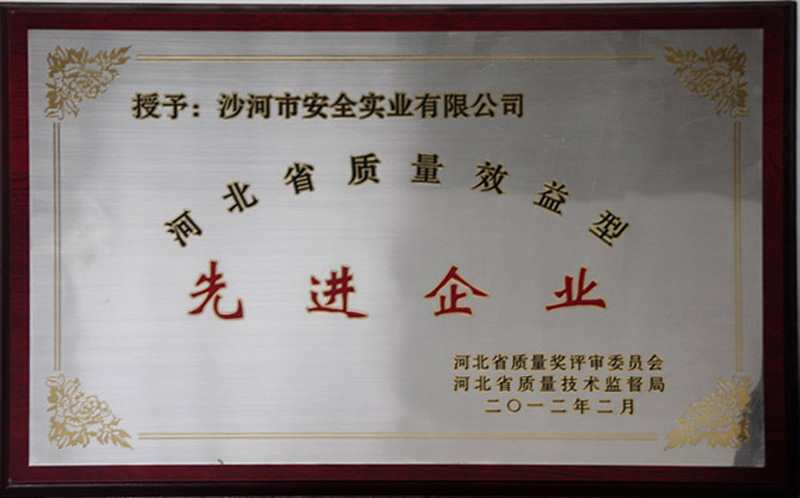 授予：沙河市安全实业有限公司
河北省质量效益型
先进企业
河北省质量奖评审委员会
河北省质量技术监督局
二〇一二年二月